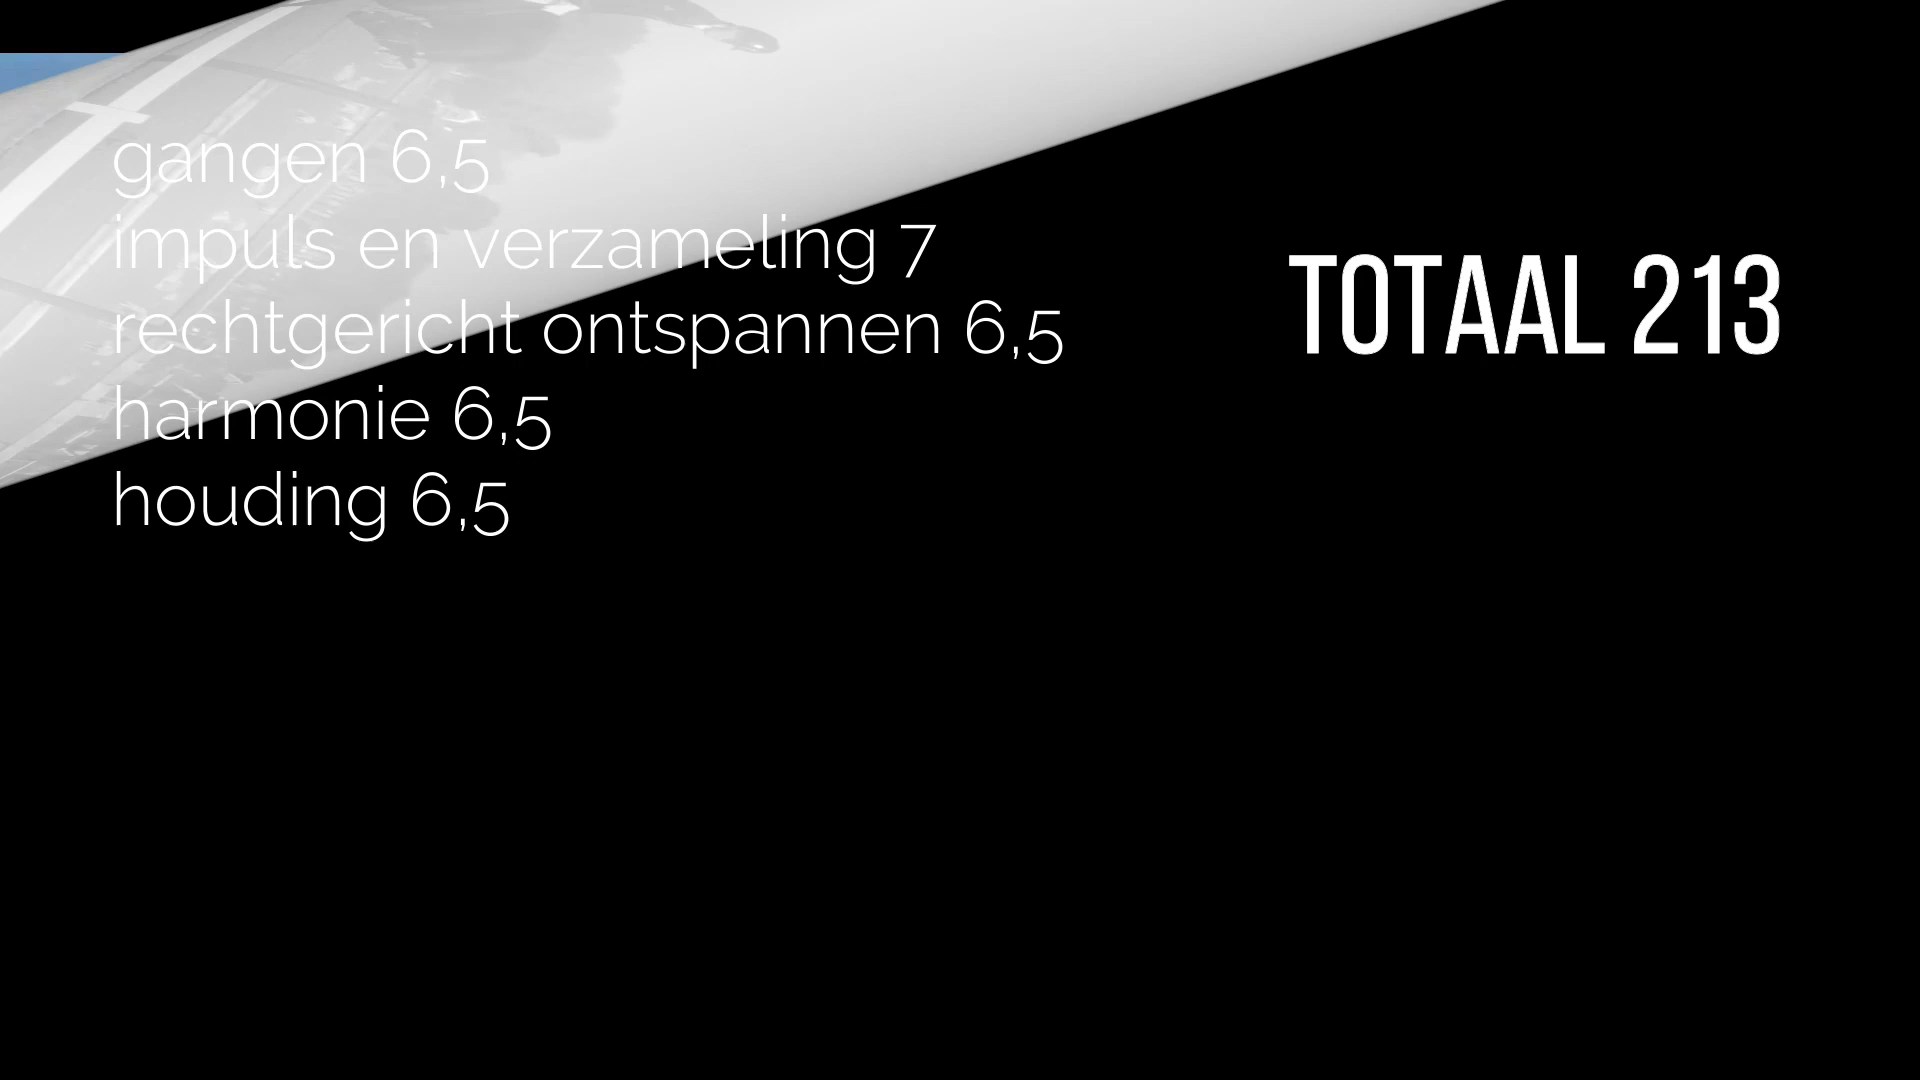 gangen 6,5
impuls en verzameling 7
rechtgericht ontspannen 6,5
harmonie 6,5
houding 6,5
TOTAAL 213